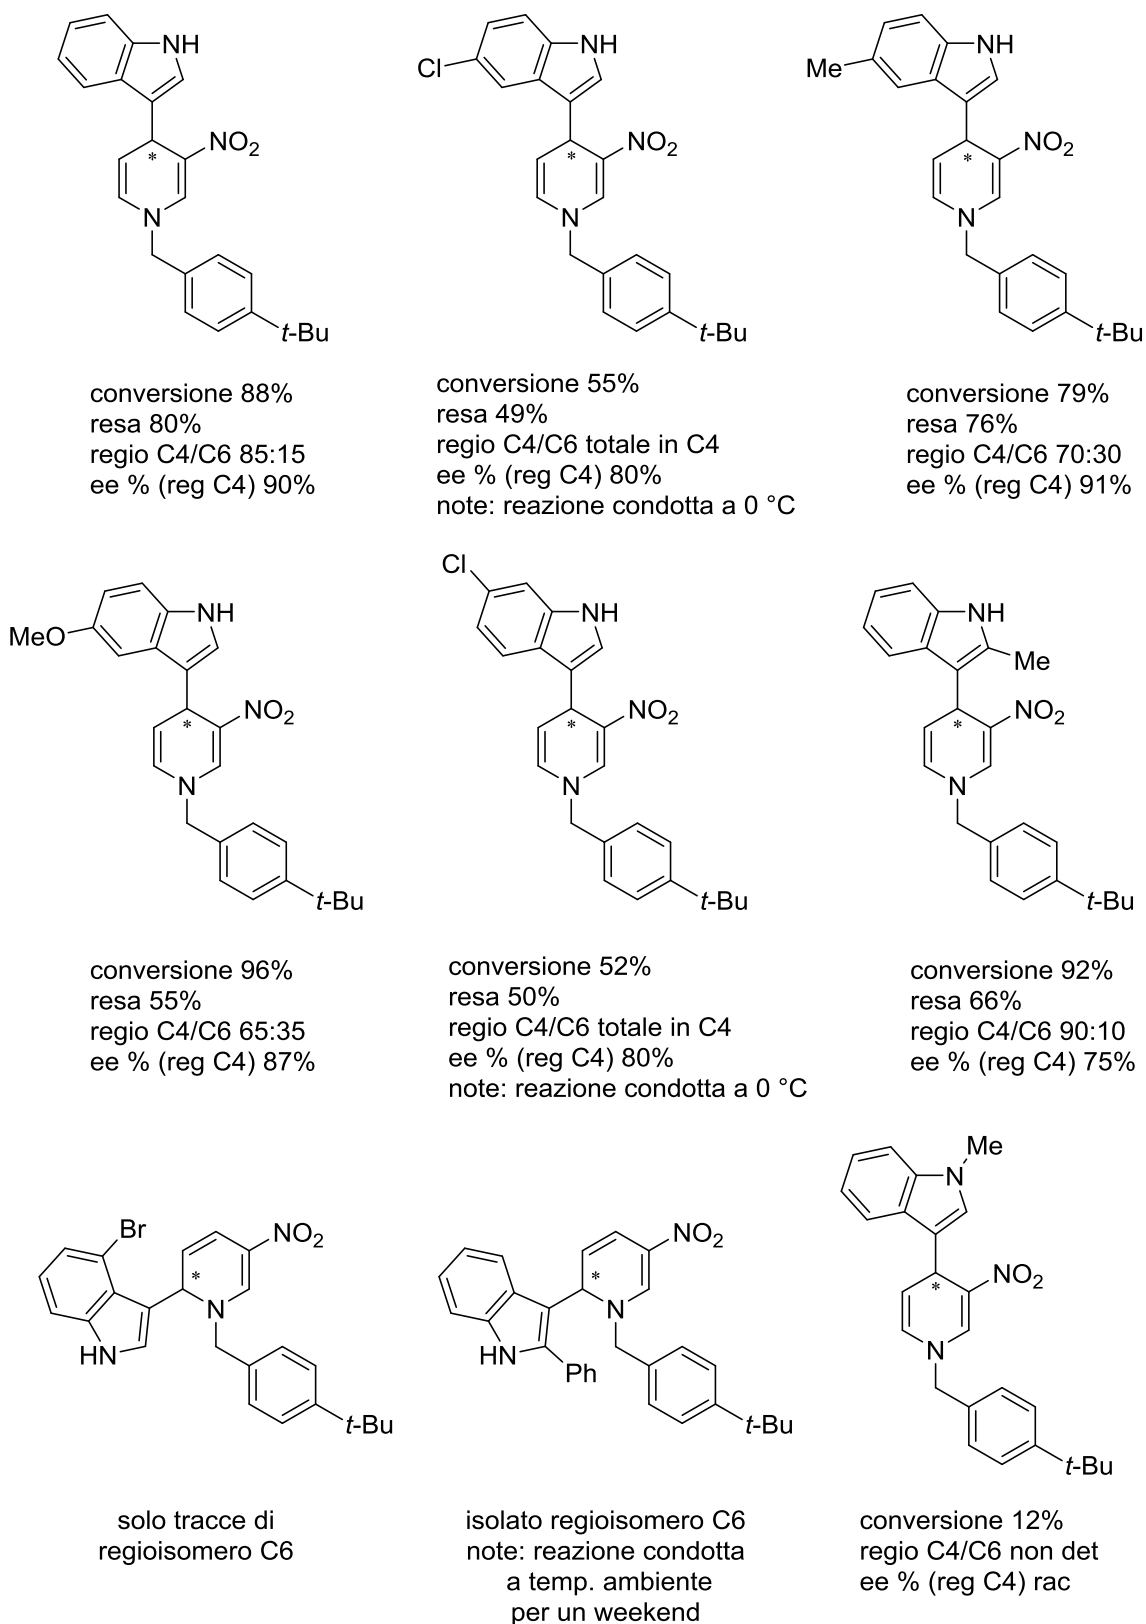 NH
NO2
*
N
t-Bu
conversione 88%
resa 80%
regio C4/C6 85:15
ee % (reg C4) 90%
Cl
NH
NO2
*
N
t-Bu
conversione 55%
resa 49%
regio C4/C6 totale in C4
ee % (reg C4) 80%
note: reazione condotta a 0 °C
Me
NH
NO2
*
N
t-Bu
conversione 79%
resa 76%
regio C4/C6 70:30
ee % (reg C4) 91%
NH
MeO
NO2
*
N
t-Bu
conversione 96%
resa 55%
regio C4/C6 65:35
ee % (reg C4) 87%
Cl
NH
NO2
*
N
t-Bu
conversione 52%
resa 50%
regio C4/C6 totale in C4
ee % (reg C4) 80%
note: reazione condotta a 0 °C
NH
Me
NO2
*
N
t-Bu
conversione 92%
resa 66%
regio C4/C6 90:10
ee % (reg C4) 75%
Br
NO2
*
N
HN
t-Bu
solo tracce di
regioisomero C6
NO2
*
N
HN
Ph
t-Bu
isolato regioisomero C6
note: reazione condotta
a temp. ambiente
per un weekend
Me
N
NO2
*
N
t-Bu
conversione 12%
regio C4/C6 non det
ee % (reg C4) rac